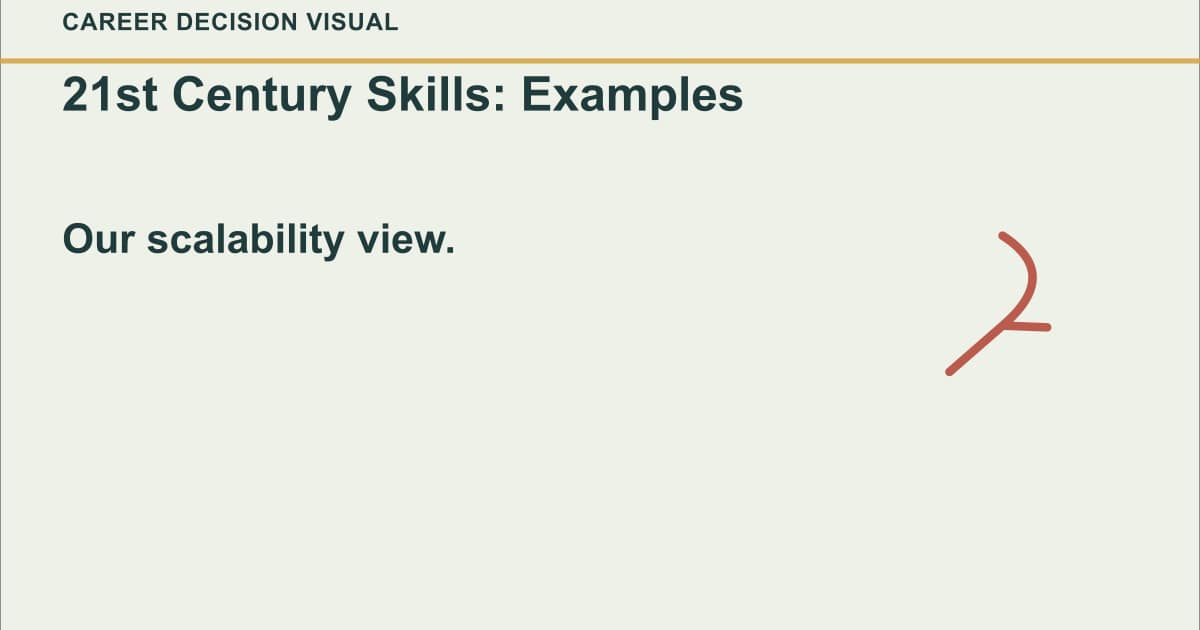 CAREER DECISION VISUAL
21st Century Skills: Examples
Our scalability view.